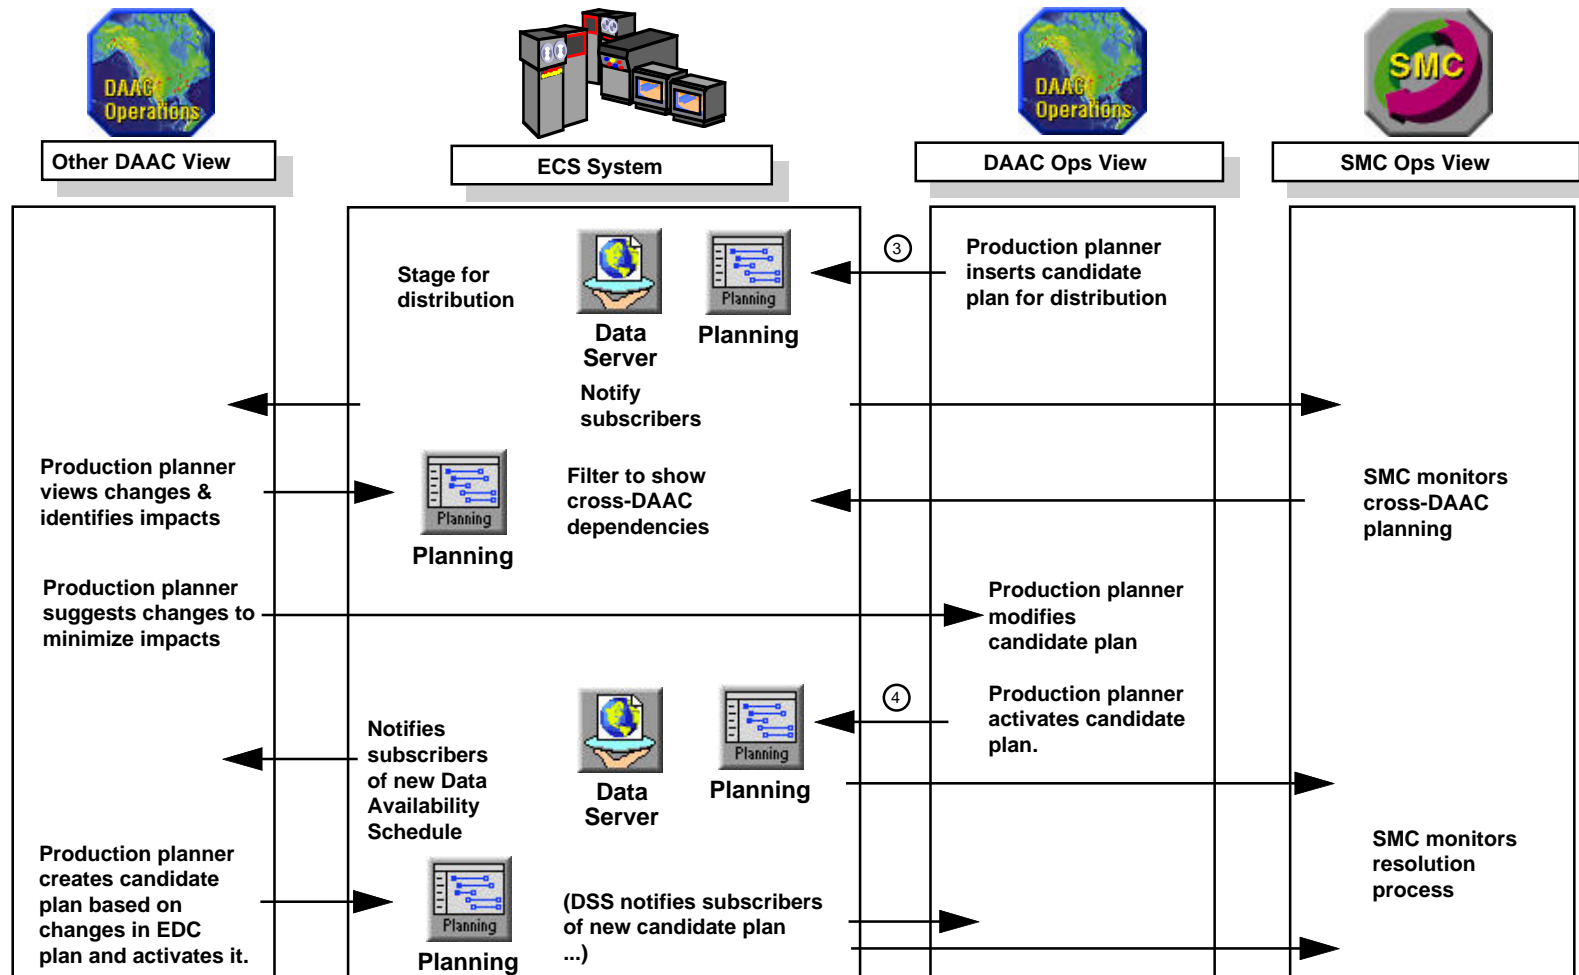 DAAC
Operations
DAAC
Operations
SMC
Other DAAC View
ECS System
DAAC Ops View
SMC Ops View
Stage for
distribution
Data
Server
Planning
Planning
3
Production planner
inserts candidate
plan for distribution
Notify
subscribers
Production planner
views changes &
identifies impacts
Planning
Planning
Filter to show
cross-DAAC
dependencies
SMC monitors
cross-DAAC
planning
Production planner
suggests changes to
minimize impacts
Production planner
modifies
candidate plan
Notifies
subscribers
of new Data
Availability
Schedule
Data
Server
Planning
Planning
4
Production planner
activates candidate
plan.
Production planner
creates candidate
plan based on
changes in EDC
plan and activates it.
Planning
Planning
(DSS notifies subscribers
of new candidate plan
...)
SMC monitors
resolution
process